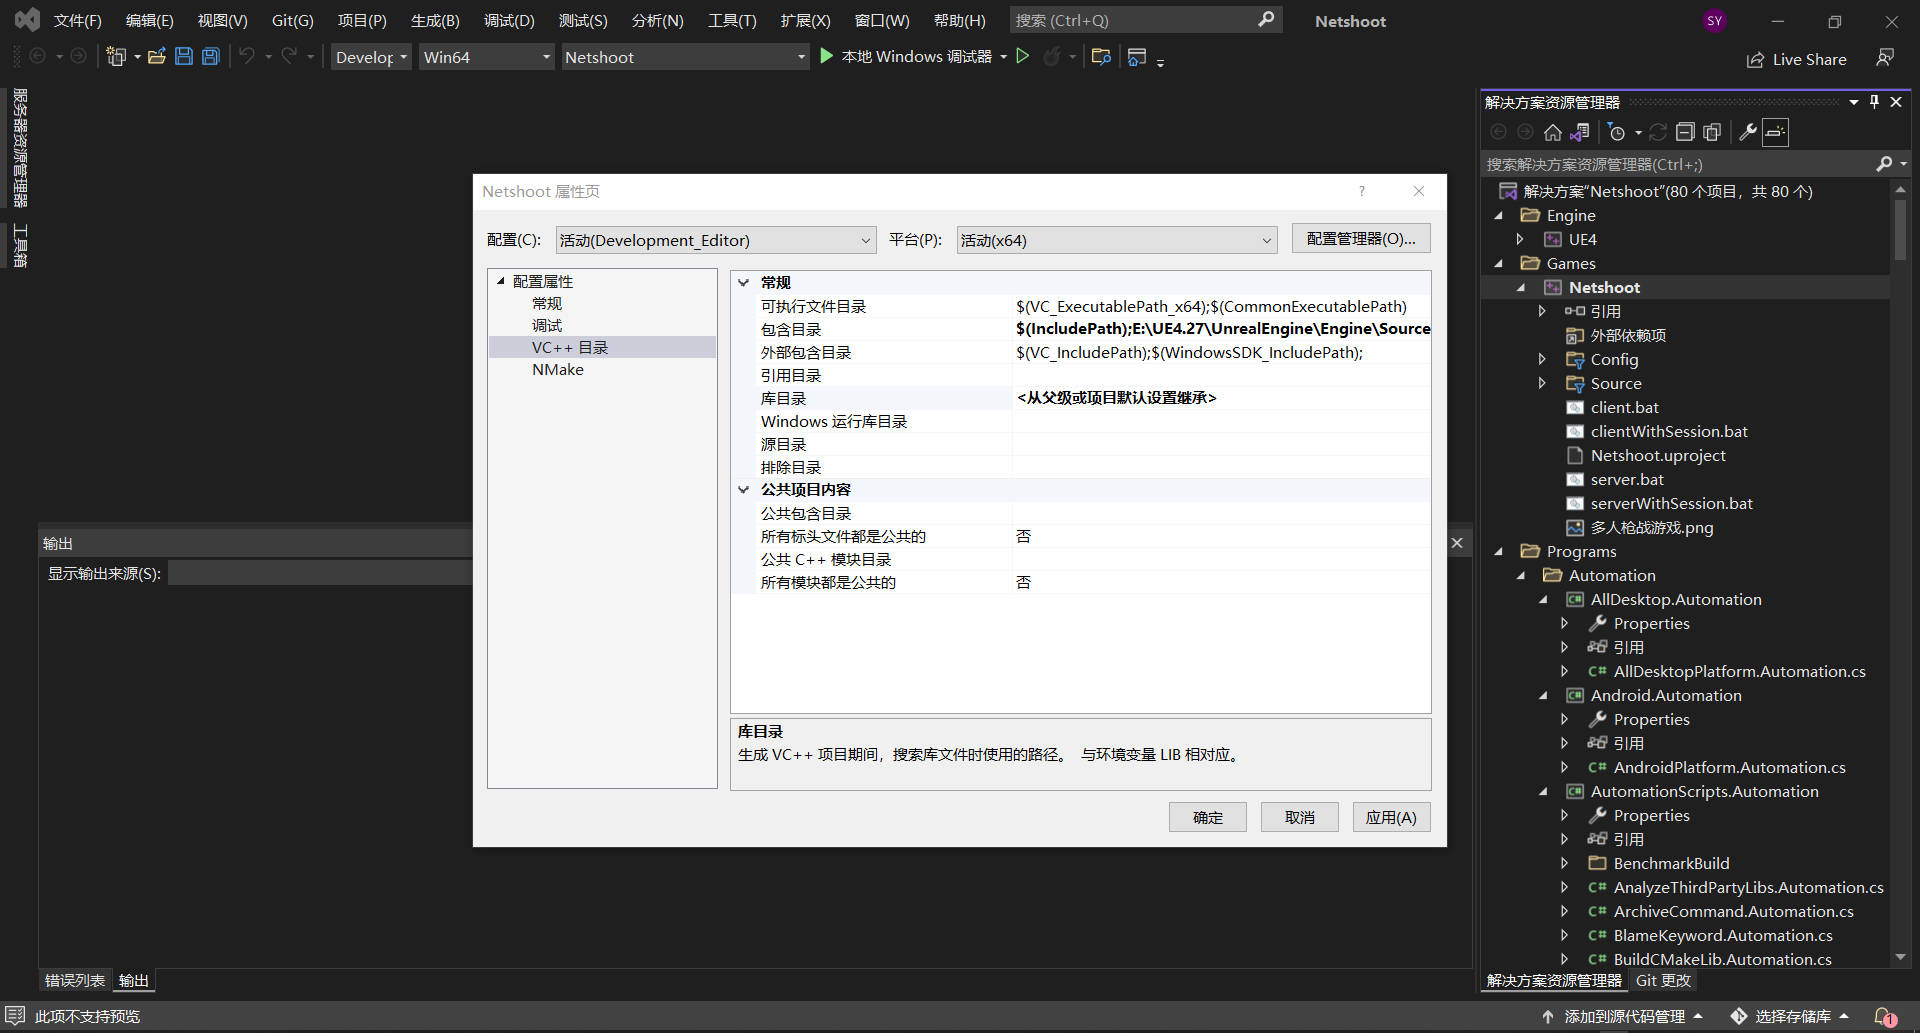 文件(F) 编辑(E) 视图(V) Git(G) 项目(P) 生成(B) 调试(D) 测试(S) 分析(N) 工具(T) 扩展(X) 窗口(W) 帮助(H) 搜索 (Ctrl+Q) Netshoot SY
Develop Win64 Netshoot 本地 Windows 调试器 Live Share
服务器资源管理器
工具箱
Netshoot 属性页
配置(C): 活动(Development_Editor) 平台(P): 活动(x64) 配置管理器(O)...
配置属性
常规
调试
VC++ 目录
NMake
常规
可执行文件目录 $(VC_ExecutablePath_x64);$(CommonExecutablePath)
包含目录 $(IncludePath);E:\UE4.27\UnrealEngine\Engine\Source
外部包含目录 $(VC_IncludePath);$(WindowsSDK_IncludePath);
引用目录
库目录 <从父级或项目默认设置继承>
Windows 运行库目录
源目录
排除目录
公共项目内容
公共包含目录
所有标头文件都是公共的 否
公共 C++ 模块目录
所有模块都是公共的 否
库目录
生成 VC++ 项目期间，搜索库文件时使用的路径。 与环境变量 LIB 相对应。
确定 取消 应用(A)
输出
显示输出来源(S):
错误列表 输出
解决方案资源管理器
搜索解决方案资源管理器(Ctrl+;)
解决方案“Netshoot”(80 个项目，共 80 个)
Engine
UE4
Games
Netshoot
引用
外部依赖项
Config
Source
client.bat
clientWithSession.bat
Netshoot.uproject
server.bat
serverWithSession.bat
多人枪战游戏.png
Programs
Automation
AllDesktop.Automation
Properties
引用
C# AllDesktopPlatform.Automation.cs
Android.Automation
Properties
引用
C# AndroidPlatform.Automation.cs
AutomationScripts.Automation
Properties
引用
BenchmarkBuild
C# AnalyzeThirdPartyLibs.Automation.cs
C# ArchiveCommand.Automation.cs
C# BlameKeyword.Automation.cs
C# BuildCMakeLib.Automation.cs
解决方案资源管理器 Git 更改
此项不支持预览 添加到源代码管理 选择存储库 1